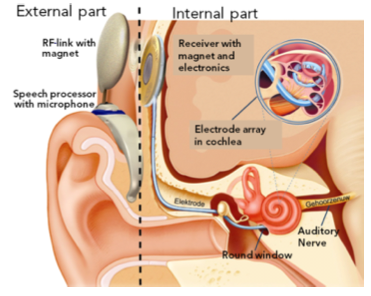 External part
Internal part
RF-link with
magnet
Receiver with
magnet and
electronics
Speech processor
with microphone
Electrode array
in cochlea
Elektrode
Gehoorzenuw
Auditory
Nerve
Round window